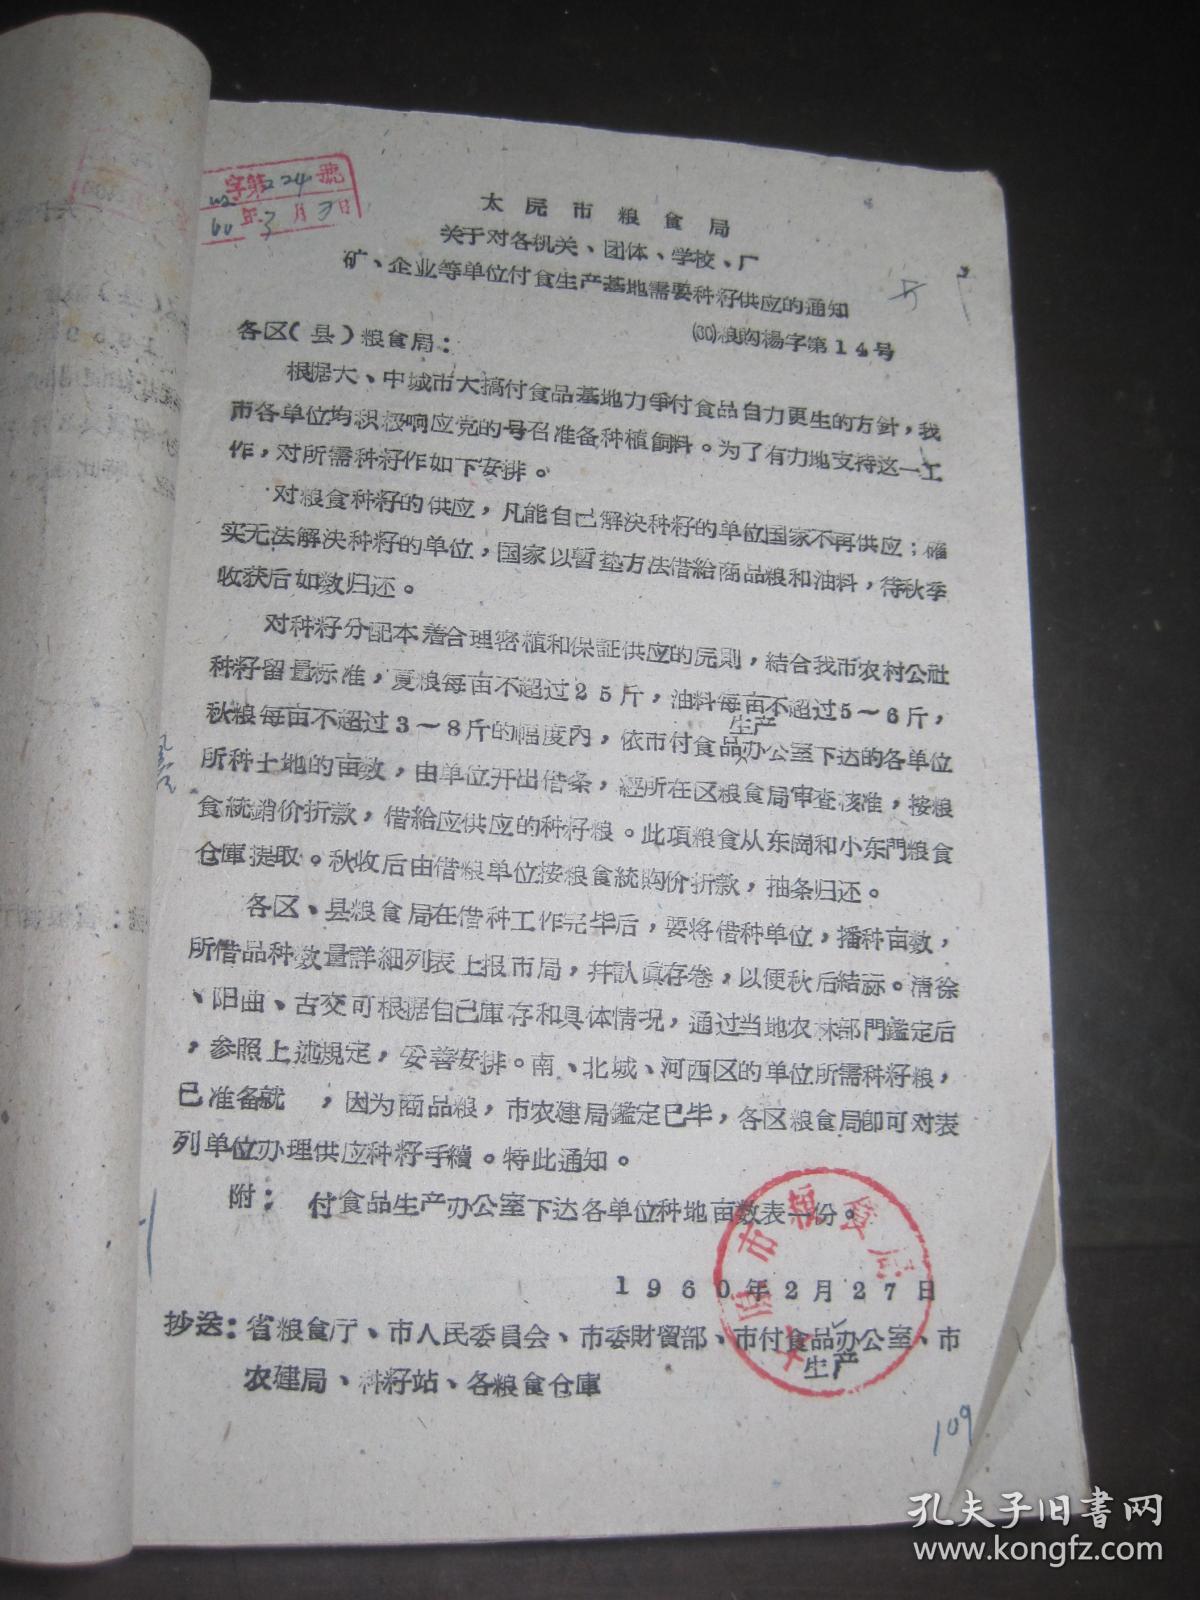 字第224號
60年3月3日
太原市粮食局
关于对各机关、团体、学校、厂
矿、企业等单位付食生产基地需要种籽供应的通知
(60)粮购楊字第14号
各区(县)粮食局:
根据大、中城市大搞付食品基地力爭付食品自力更生的方針,我
市各单位均积极响应党的号召准备种植飼料。为了有力地支持这一工
作,对所需种籽作如下安排。
对粮食种籽的供应,凡能自己解决种籽的单位国家不再供应;確
实无法解决种籽的单位,国家以暫垫方法借給商品粮和油料,待秋季
收获后如数归还。
对种籽分配本着合理密植和保証供应的原則,結合我市农村公社
种籽留量标准,夏粮每亩不超过25斤,油料每亩不超过5~6斤,
秋粮每亩不超过3~8斤的幅度內,依市付食品生产办公室下达的各单位
所种土地的亩数,由单位开出借条,經所在区粮食局审查核准,按粮
食統銷价折款,借給应供应的种籽粮。此項粮食从东崗和小东門粮食
仓庫提取。秋收后由借粮单位按粮食統购价折款,抽条归还。
各区、县粮食局在借种工作完毕后,要将借种单位,播种亩数,
所借品种数量詳細列表上报市局,幷認眞存卷,以便秋后結祘。清徐
、阳曲、古交可根据自己庫存和具体情况,通过当地农林部門鑑定后
,参照上述規定,妥善安排。南、北城、河西区的单位所需种籽粮,
已准备就 ,因为商品粮,市农建局鑑定已毕,各区粮食局卽可对表
列单位办理供应种籽手續。特此通知。
附: 付食品生产办公室下达各单位种地亩数表一份。
1960年2月27日
太原市粮食局
抄送:省粮食厅、市人民委員会、市委財貿部、市付食品生产办公室、市
农建局、种籽站、各粮食仓庫
109
孔夫子旧書网
www.kongfz.com